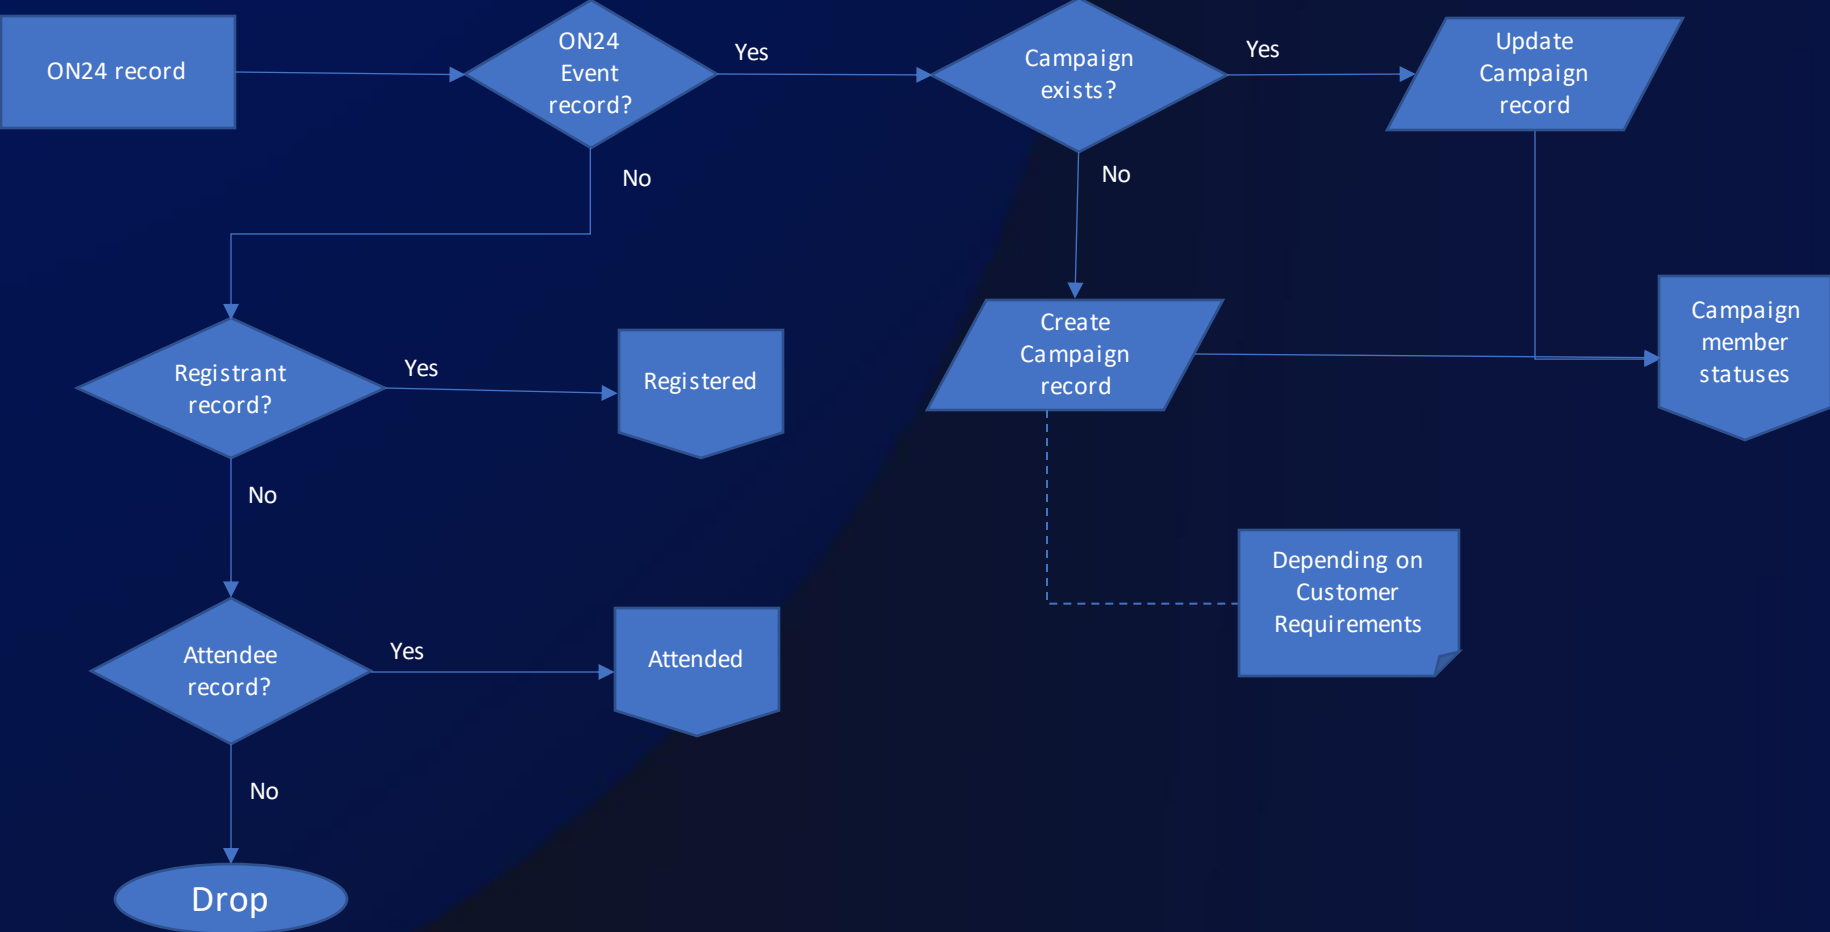 ON24 record
ON24
Event
record?
Yes
Campaign
exists?
Yes
Update
Campaign
record
No
No
Registrant
record?
Yes
Registered
Create
Campaign
record
Campaign
member
statuses
No
Depending on
Customer
Requirements
Attendee
record?
Yes
Attended
No
Drop